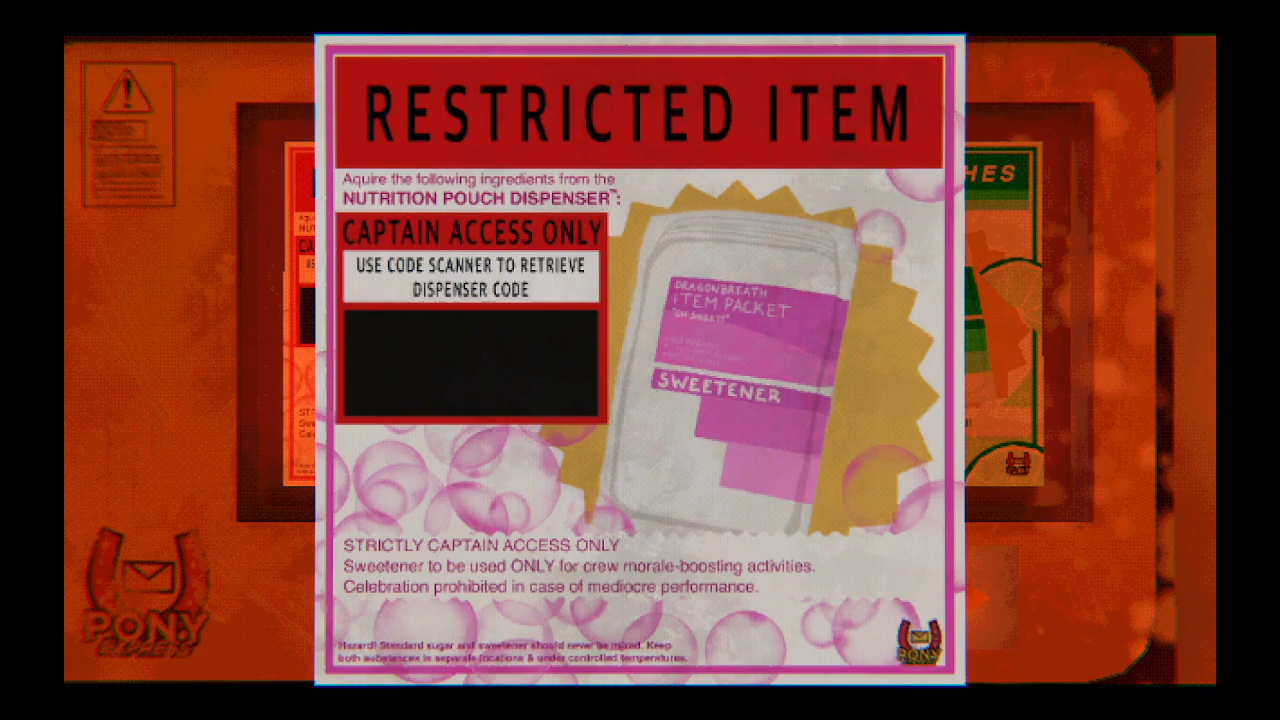 RESTRICTED ITEM
Aquire the following ingredients from the
NUTRITION POUCH DISPENSER™:
CAPTAIN ACCESS ONLY
USE CODE SCANNER TO RETRIEVE
DISPENSER CODE
DRAGONBREATH
ITEM PACKET
SWEETENER
STRICTLY CAPTAIN ACCESS ONLY
Sweetener to be used ONLY for crew morale-boosting activities.
Celebration prohibited in case of mediocre performance.
Hazard! Standard sugar and sweetener should never be mixed. Keep
both substances in separate locations & under controlled temperatures.
PONY
HES
PONY
EXPRESS